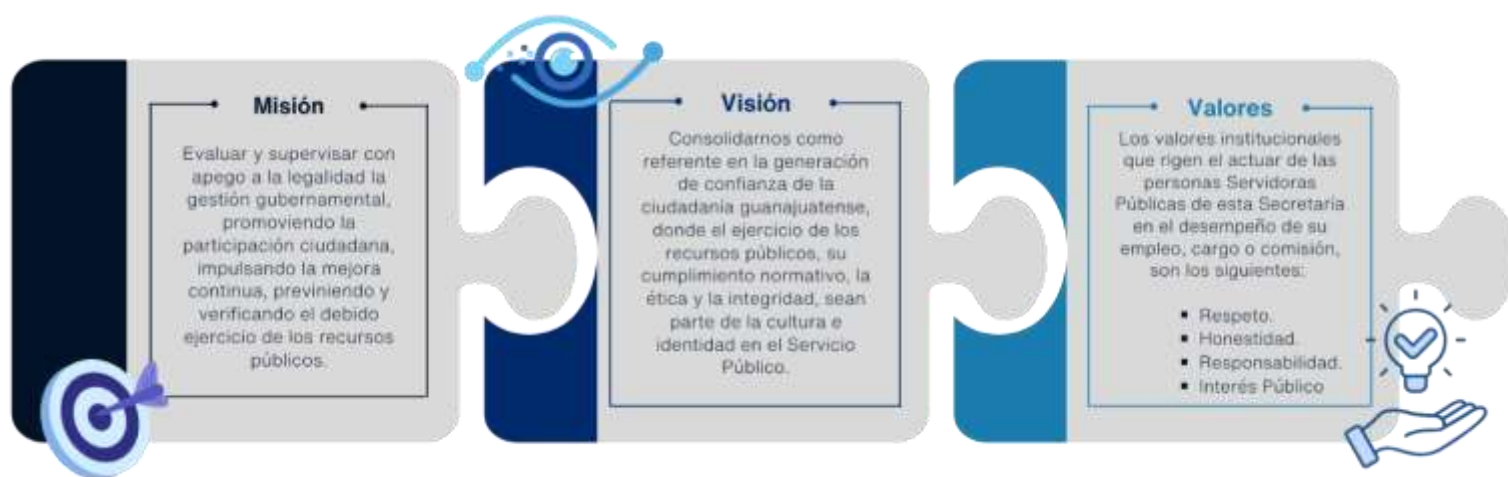 Misión
Evaluar y supervisar con
apego a la legalidad la
gestión gubernamental,
promoviendo la
participación ciudadana,
impulsando la mejora
continua, previniendo y
verificando el debido
ejercicio de los recursos
públicos.
Visión
Consolidarnos como
referente en la generación
de confianza de la
ciudadanía guanajuatense,
donde el ejercicio de los
recursos públicos, su
cumplimiento normativo, la
ética y la integridad, sean
parte de la cultura e
identidad en el Servicio
Público.
Valores
Los valores institucionales
que rigen el actuar de las
personas Servidoras
Públicas de esta Secretaría
en el desempeño de su
empleo, cargo o comisión,
son los siguientes:
▪ Respeto.
▪ Honestidad.
▪ Responsabilidad.
▪ Interés Público